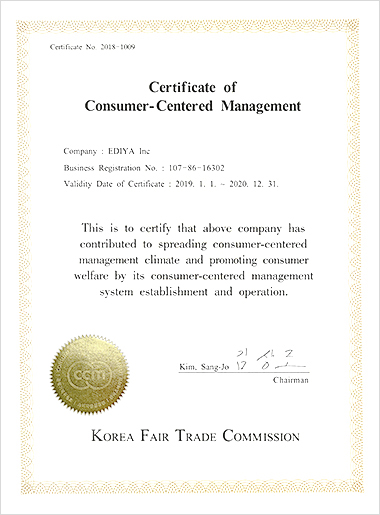 Certificate No. 2018-1009
Certificate of
Consumer-Centered Management
Company : EDIYA Inc
Business Registration No. : 107-86-16302
Validity Date of Certificate : 2019. 1. 1. ~ 2020. 12. 31.
This is to certify that above company has
contributed to spreading consumer-centered
management climate and promoting consumer
welfare by its consumer-centered management
system establishment and operation.
Kim, Sang-Jo
Chairman
ccm
KOREA FAIR TRADE COMMISSION